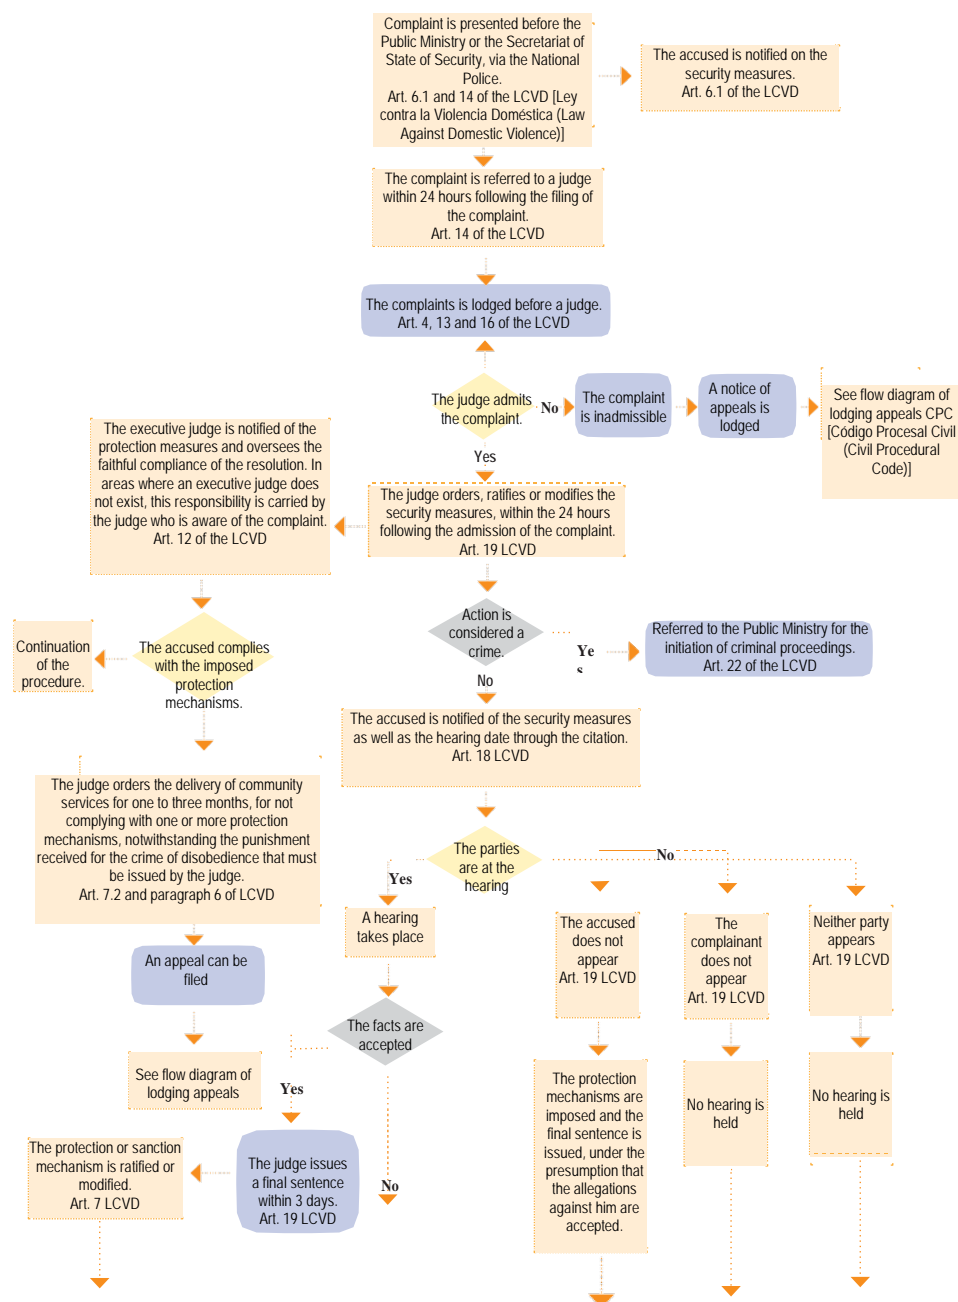 Complaint is presented before the
Public Ministry or the Secretariat of
State of Security, via the National
Police.
Art. 6.1 and 14 of the LCVD [Ley
contra la Violencia Doméstica (Law
Against Domestic Violence)]
The accused is notified on the
security measures.
Art. 6.1 of the LCVD
The complaint is referred to a judge
within 24 hours following the filing of
the complaint.
Art. 14 of the LCVD
The complaints is lodged before a judge.
Art. 4, 13 and 16 of the LCVD
The judge admits
the complaint.
No
The complaint
is inadmissible
A notice of
appeals is
lodged
See flow diagram of
lodging appeals CPC
[Código Procesal Civil
(Civil Procedural
Code)]
Yes
The executive judge is notified of the
protection measures and oversees the
faithful compliance of the resolution. In
areas where an executive judge does
not exist, this responsibility is carried by
the judge who is aware of the complaint.
Art. 12 of the LCVD
The judge orders, ratifies or modifies the
security measures, within the 24 hours
following the admission of the complaint.
Art. 19 LCVD
Action is
considered a
crime.
Ye
s
Referred to the Public Ministry for the
initiation of criminal proceedings.
Art. 22 of the LCVD
No
Continuation
of the
procedure.
The accused complies
with the imposed
protection
mechanisms.
The accused is notified of the security measures
as well as the hearing date through the citation.
Art. 18 LCVD
The judge orders the delivery of community
services for one to three months, for not
complying with one or more protection
mechanisms, notwithstanding the punishment
received for the crime of disobedience that must
be issued by the judge.
Art. 7.2 and paragraph 6 of LCVD
The parties
are at the
hearing
Yes
No
A hearing
takes place
The accused
does not
appear
Art. 19 LCVD
The
complainant
does not
appear
Art. 19 LCVD
Neither party
appears
Art. 19 LCVD
An appeal can be
filed
The facts are
accepted
See flow diagram of
lodging appeals
Yes
The protection
mechanisms are
imposed and the
final sentence is
issued, under the
presumption that
the allegations
against him are
accepted.
No hearing is
held
No hearing is
held
The protection or sanction
mechanism is ratified or
modified.
Art. 7 LCVD
The judge issues
a final sentence
within 3 days.
Art. 19 LCVD
No